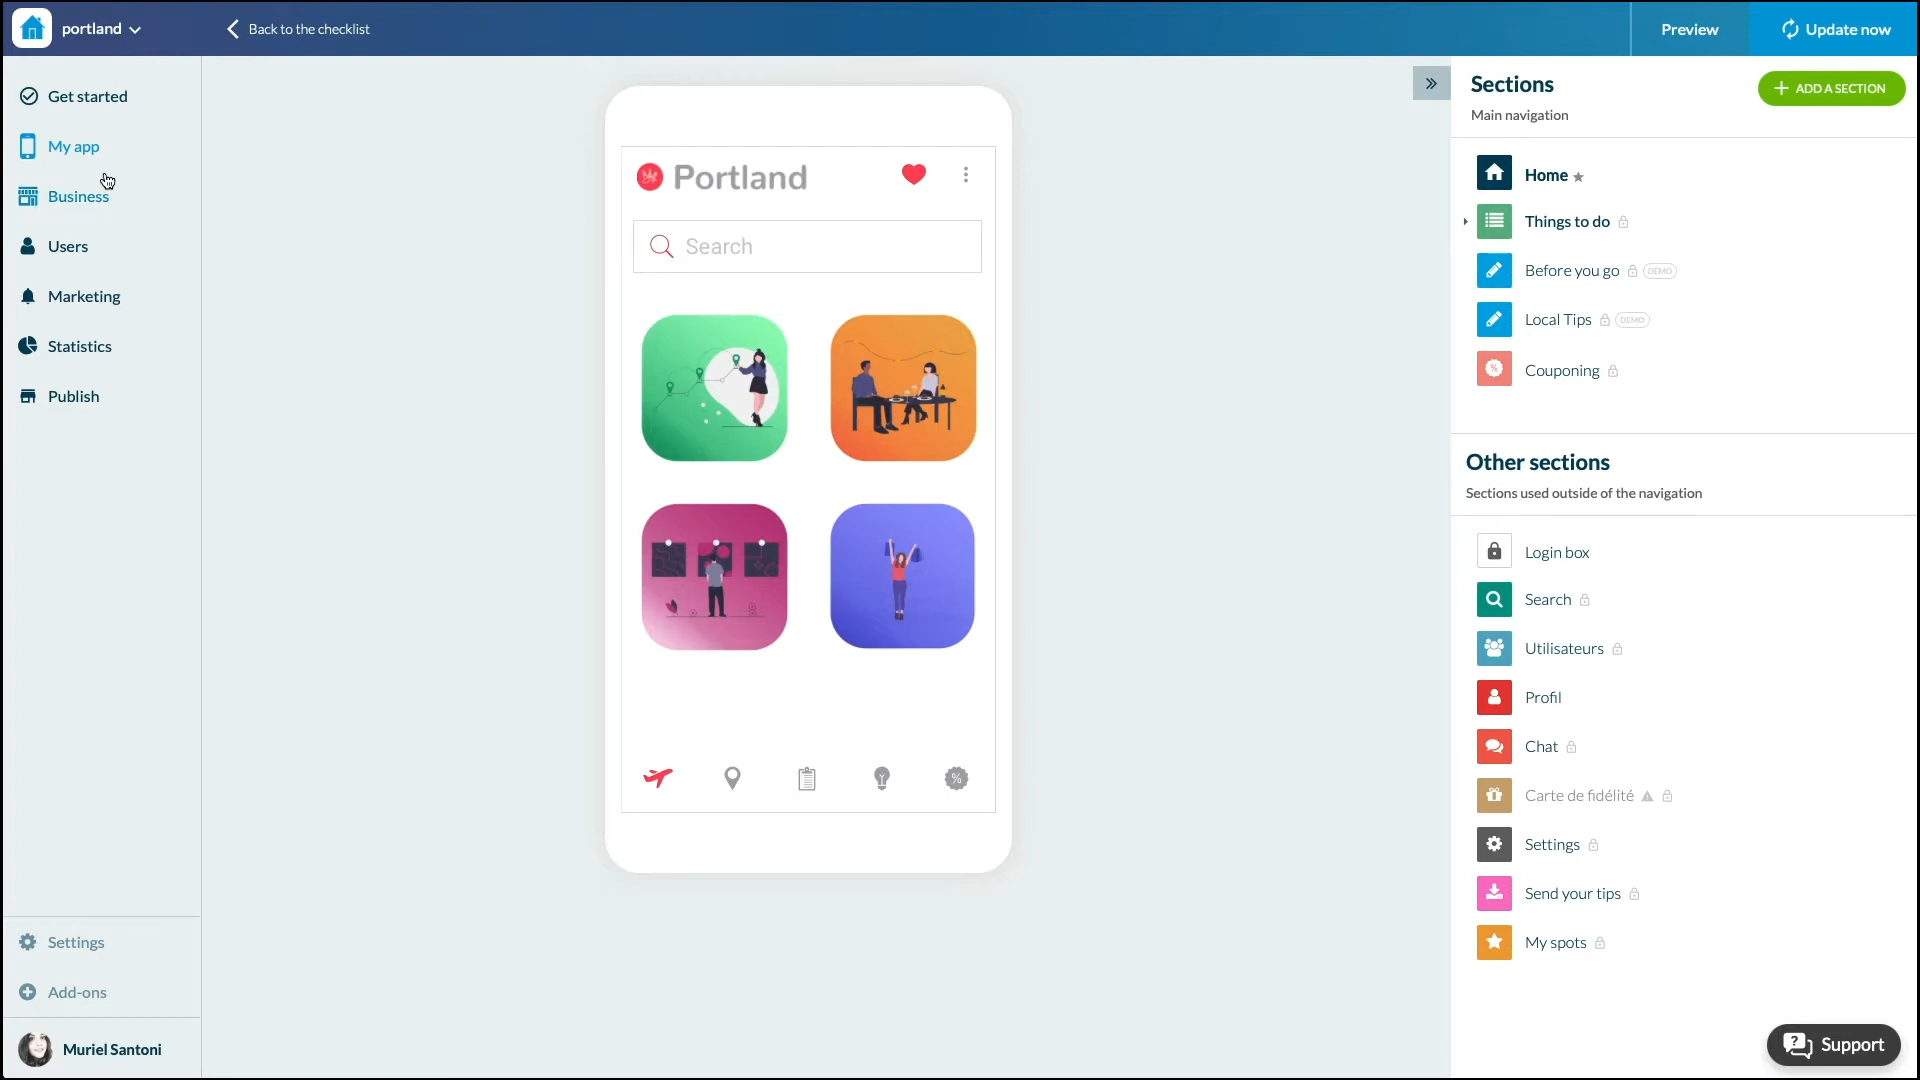 portland
Back to the checklist
Preview
Update now
Get started
My app
Business
Users
Marketing
Statistics
Publish
Settings
Add-ons
Muriel Santoni
Portland
Search
%
Sections
ADD A SECTION
Main navigation
Home
Things to do
Before you go DEMO
Local Tips DEMO
% Couponing
Other sections
Sections used outside of the navigation
Login box
Search
Utilisateurs
Profil
Chat
Carte de fidélité
Settings
Send your tips
My spots
? Support